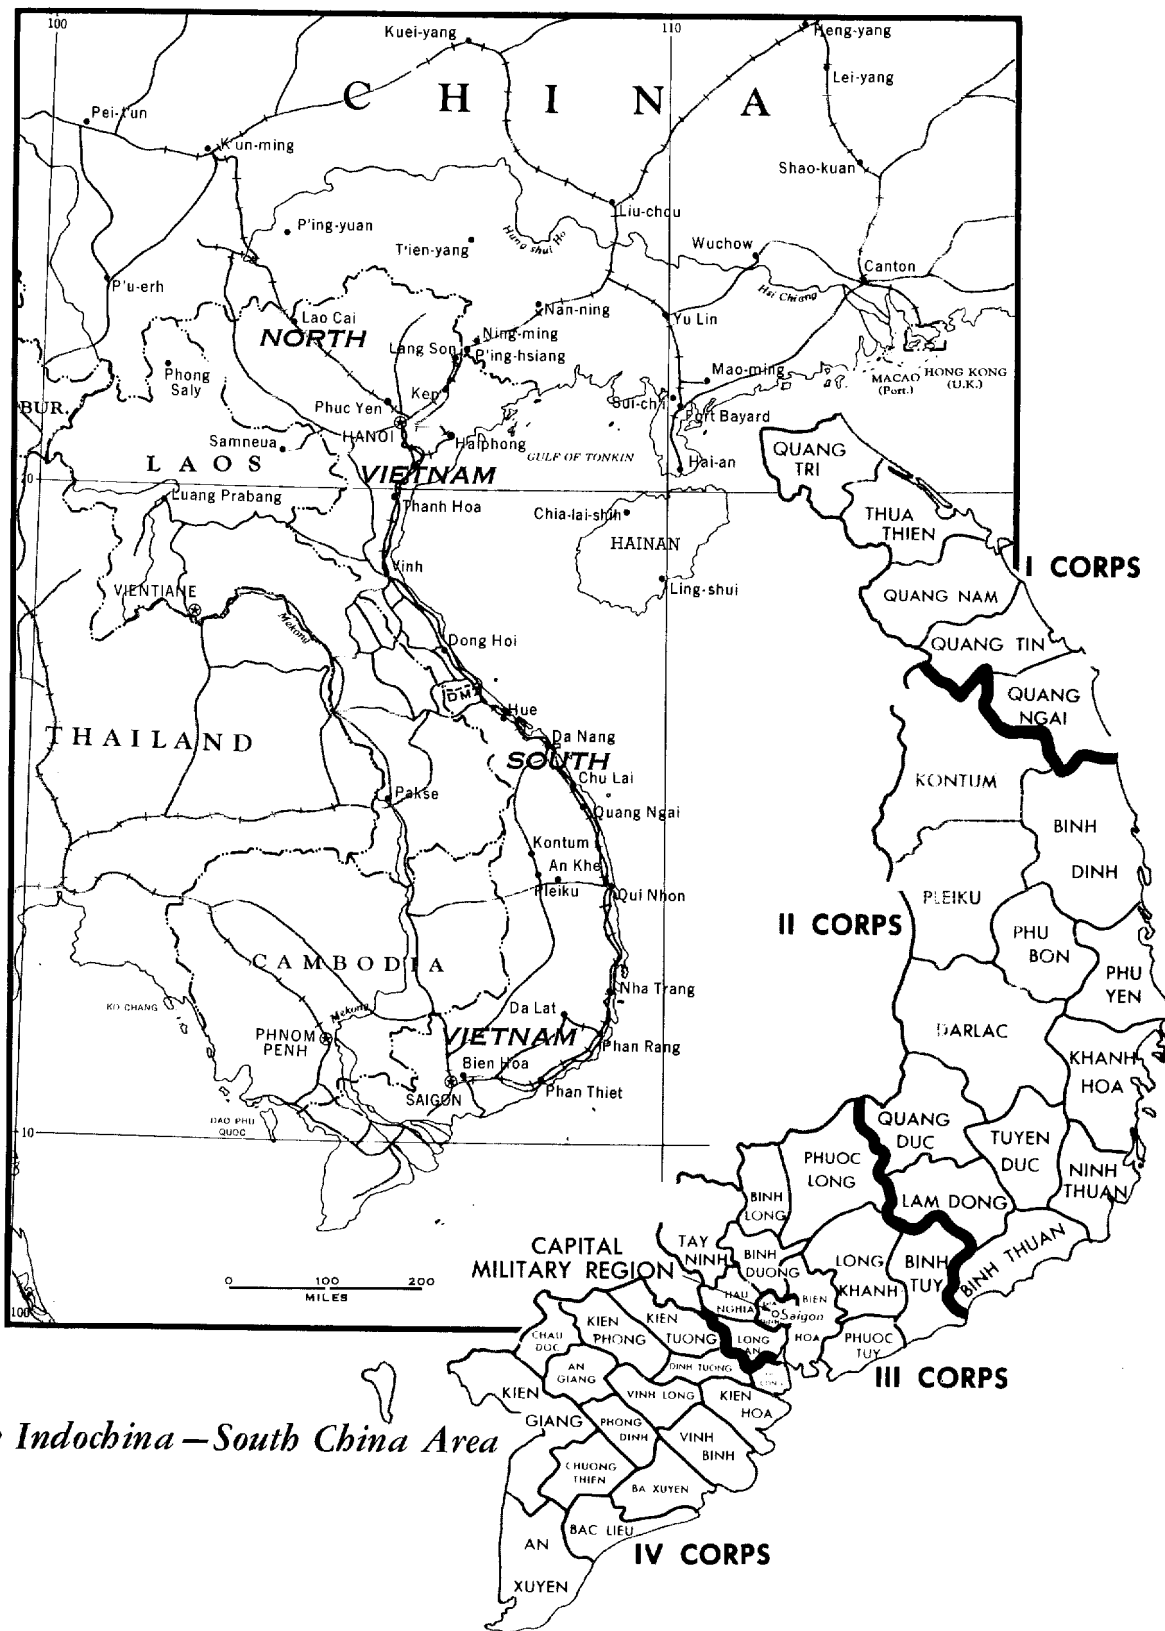 100
110
Kuei-yang
Heng-yang
CHINA
Lei-yang
Pei-t'un
K'un-ming
Shao-kuan
Liu-chou
P'ing-yuan
Hung shui Ho
T'ien-yang
Wuchow
Canton
P'u-erh
Hsi Chiang
Nan-ning
Lao Cai
Yu Lin
NORTH
Ning-ming
Lang Son
P'ing-hsiang
Phong
Saly
Mao-ming
MACAO
(Port.)
HONG KONG
(U.K.)
Kep
BUR.
Phuc Yen
Sui-ch'i
Fort Bayard
HANOI
Haiphong
Samneua
GULF OF TONKIN
LAOS
VIETNAM
Hai-an
Luang Prabang
Thanh Hoa
Chia-lai-shih
HAINAN
Vinh
VIENTIANE
Ling-shui
Mekong
Dong Hoi
DMZ
Hue
THAILAND
Da Nang
SOUTH
Chu Lai
Pakse
Quang Ngai
Kontum
An Khe
Pleiku
Qui Nhon
CAMBODIA
Nha Trang
KO CHANG
Mekong
Da Lat
PHNOM
PENH
VIETNAM
Phan Rang
Bien Hoa
SAIGON
Phan Thiet
DAO PHU
QUOC
10
0 100 200
MILES
100
QUANG
TRI
THUA
THIEN
I CORPS
QUANG NAM
QUANG TIN
QUANG
NGAI
KONTUM
BINH
DINH
PLEIKU
II CORPS
PHU
BON
PHU
YEN
DARLAC
KHANH
HOA
QUANG
DUC
TUYEN
DUC
PHUOC
LONG
NINH
THUAN
BINH
LONG
LAM DONG
TAY
NINH
BINH
DUONG
LONG
KHANH
BINH
TUY
BINH THUAN
CAPITAL
MILITARY REGION
HAU
NGHIA
BIEN
HOA
Saigon
KIEN
PHONG
KIEN
TUONG
LONG
AN
PHUOC
TUY
CHAU
DOC
DINH TUONG
III CORPS
AN
GIANG
KIEN
GIANG
VINH LONG
KIEN
HOA
PHONG
DINH
VINH
BINH
Indochina—South China Area
CHUONG
THIEN
BA XUYEN
BAC LIEU
AN
XUYEN
IV CORPS